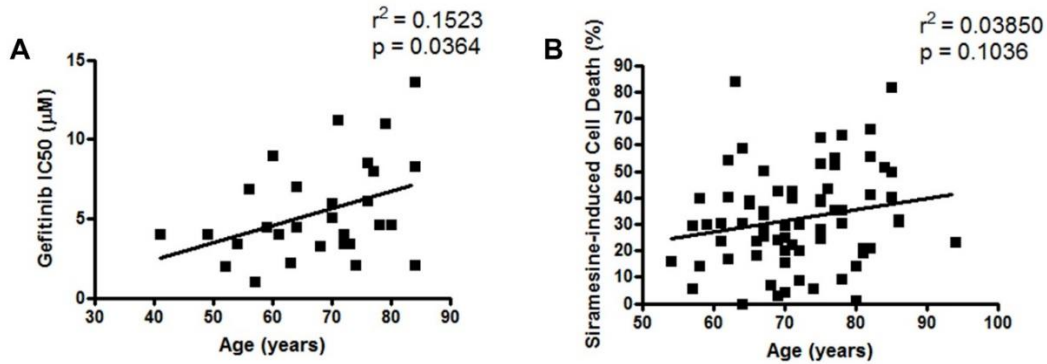 A
r² = 0.1523
p = 0.0364
Gefitinib IC50 (µM)
15
10
5
0
30 40 50 60 70 80 90
Age (years)
B
r² = 0.03850
p = 0.1036
Siramesine-induced Cell Death (%)
90
80
70
60
50
40
30
20
10
0
50 60 70 80 90 100
Age (years)